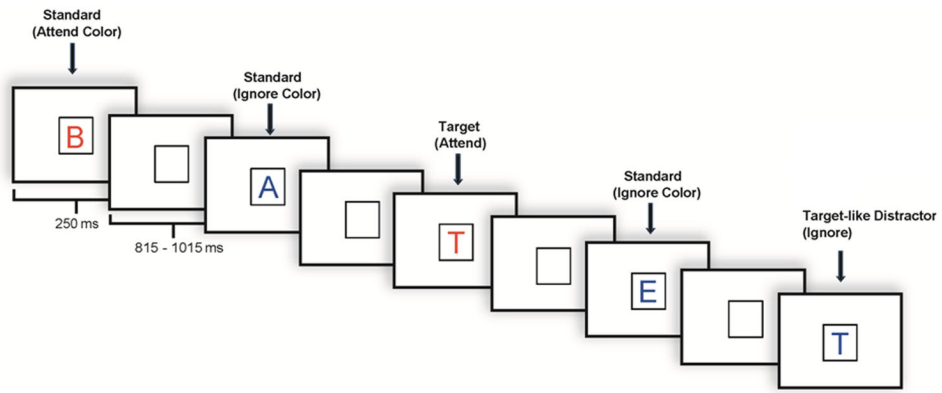 Standard
(Attend Color)
B
250 ms
815 - 1015 ms
Standard
(Ignore Color)
A
Target
(Attend)
T
Standard
(Ignore Color)
E
Target-like Distractor
(Ignore)
T